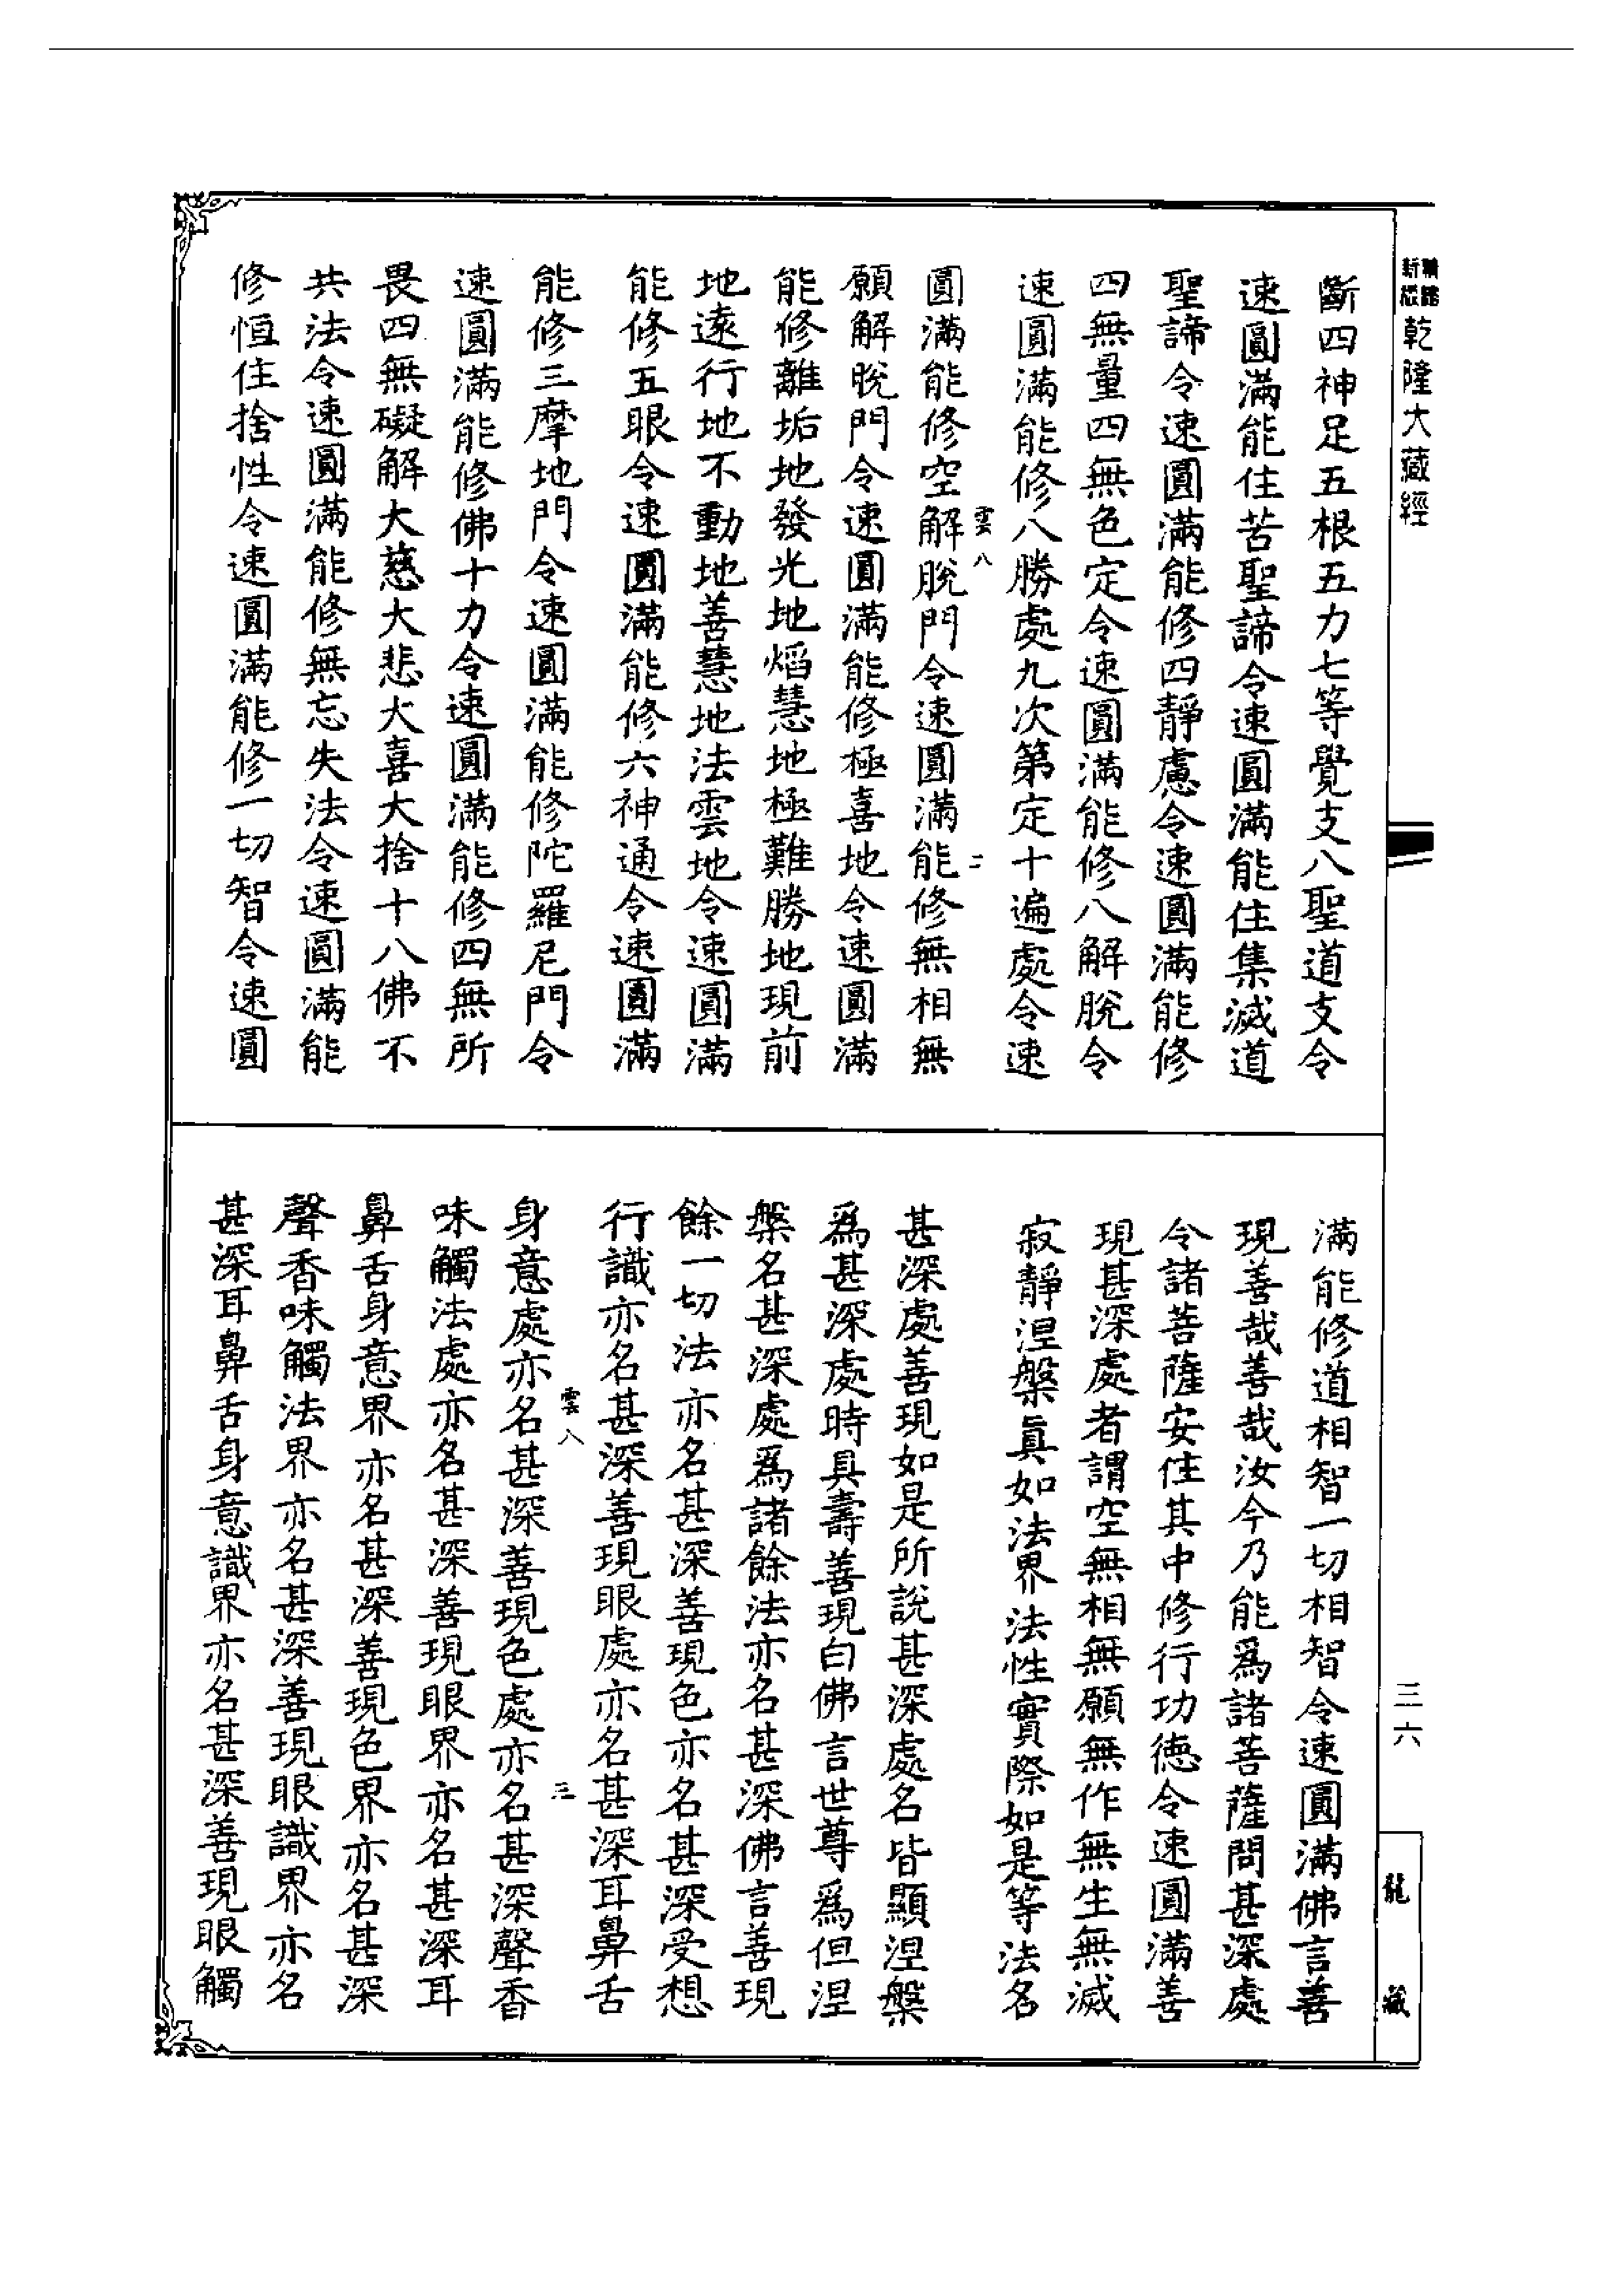 乾隆大藏經
斷四神足五根五力七等覺支八聖道支令
速圓滿能住苦聖諦令速圓滿能住集滅道
聖諦令速圓滿能修四靜慮令速圓滿能修
四無量四無色定令速圓滿能修八解脫令
速圓滿能修八勝處九次第定十遍處令速
雲八
二
圓滿能修空解脫門令速圓滿能修無相無
願解脫門令速圓滿能修極喜地令速圓滿
能修離垢地發光地焰慧地極難勝地現前
地遠行地不動地善慧地法雲地令速圓滿
能修五眼令速圓滿能修六神通令速圓滿
能修三摩地門令速圓滿能修陀羅尼門令
速圓滿能修佛十力令速圓滿能修四無所
畏四無礙解大慈大悲大喜大捨十八佛不
共法令速圓滿能修無忘失法令速圓滿能
修恒住捨性令速圓滿能修一切智令速圓
滿能修道相智一切相智令速圓滿佛言善
現善哉善哉汝今乃能為諸菩薩問甚深處
令諸菩薩安住其中修行功德令速圓滿善
現甚深處者謂空無相無願無作無生無滅
寂靜涅槃真如法界法性實際如是等法名
甚深處善現如是所說甚深處名皆顯涅槃
為甚深處時具壽善現白佛言世尊為但涅
槃名甚深處為諸餘法亦名甚深佛言善現
餘一切法亦名甚深善現色亦名甚深受想
行識亦名甚深善現眼處亦名甚深耳鼻舌
雲八
三
身意處亦名甚深善現色處亦名甚深聲香
味觸法處亦名甚深善現眼界亦名甚深耳
鼻舌身意界亦名甚深善現色界亦名甚深
聲香味觸法界亦名甚深善現眼識界亦名
甚深耳鼻舌身意識界亦名甚深善現眼觸
三六
龍藏